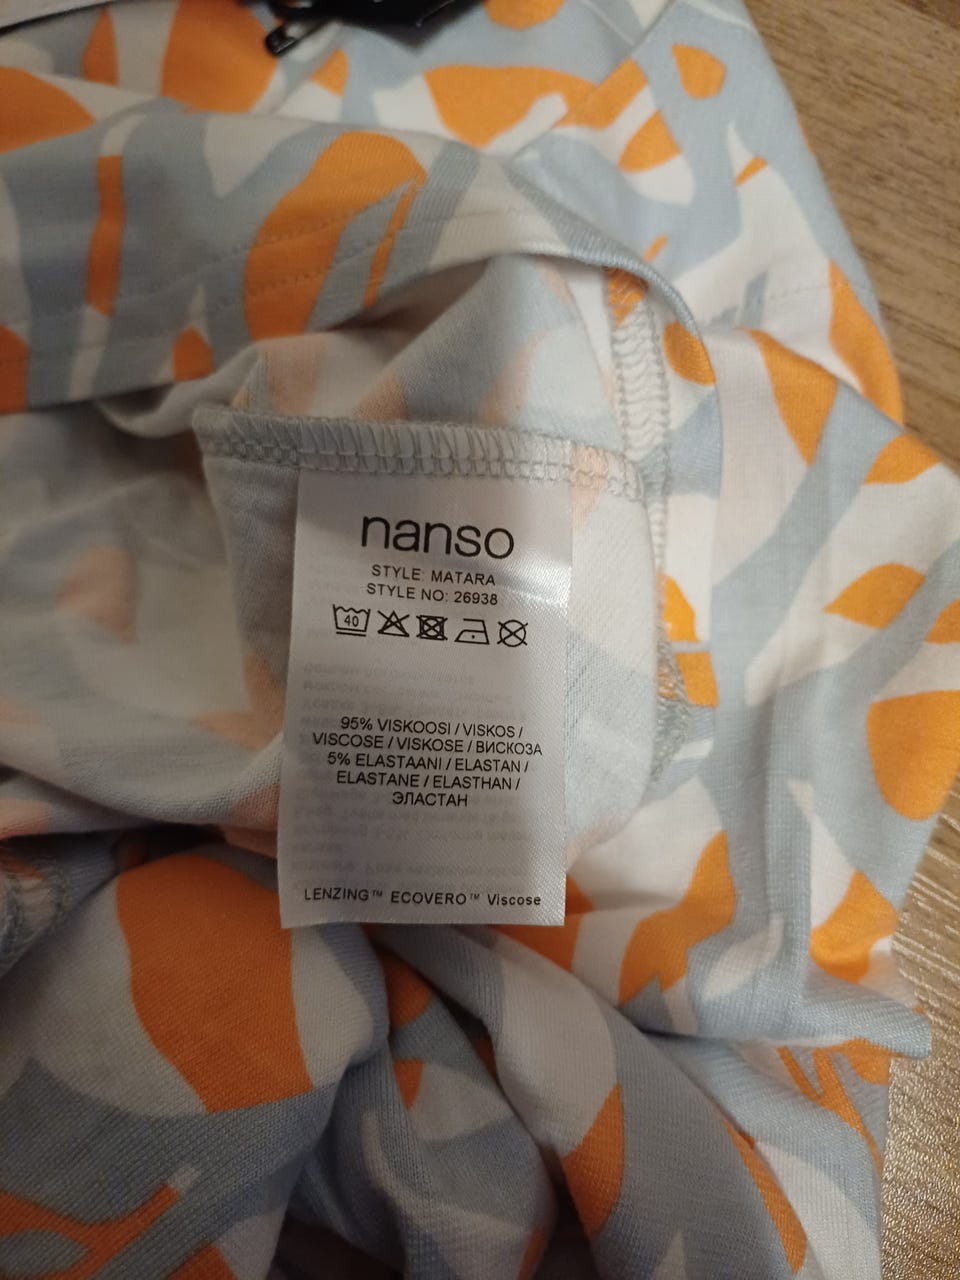 nanso
STYLE: MATARA
STYLE NO: 26938
40
95% VISKOOSI / VISKOS /
VISCOSE / VISKOSE / ВИСКОЗА
5% ELASTAANI / ELASTAN /
ELASTANE / ELASTHAN /
ЭЛАСТАН
LENZING™ ECOVERO™ Viscose